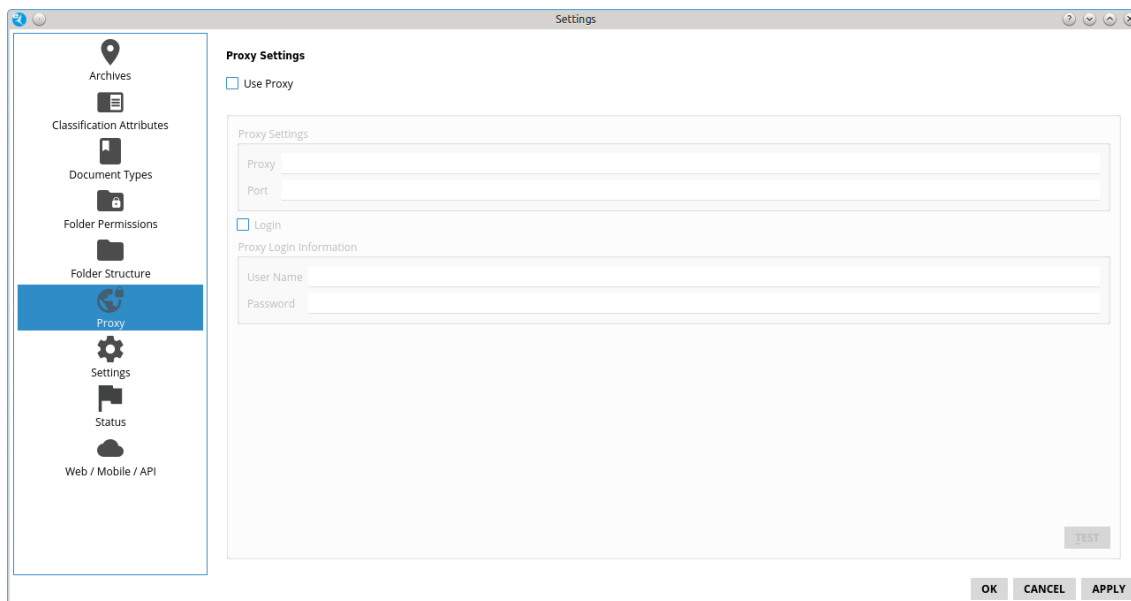 Settings
Archives
Classification Attributes
Document Types
Folder Permissions
Folder Structure
Proxy
Settings
Status
Web / Mobile / API
Proxy Settings
Use Proxy
Proxy Settings
Proxy
Port
Login
Proxy Login Information
User Name
Password
TEST
OK CANCEL APPLY